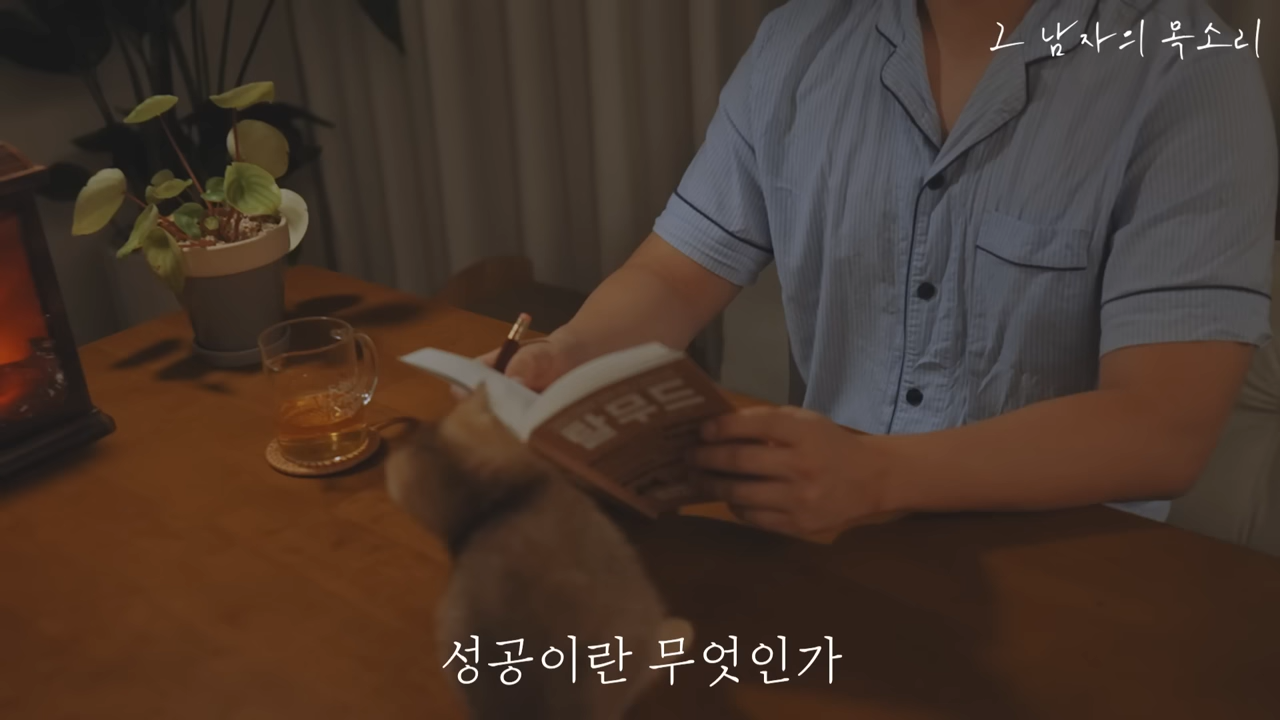 그 남자의 목소리
탈무드
성공이란 무엇인가